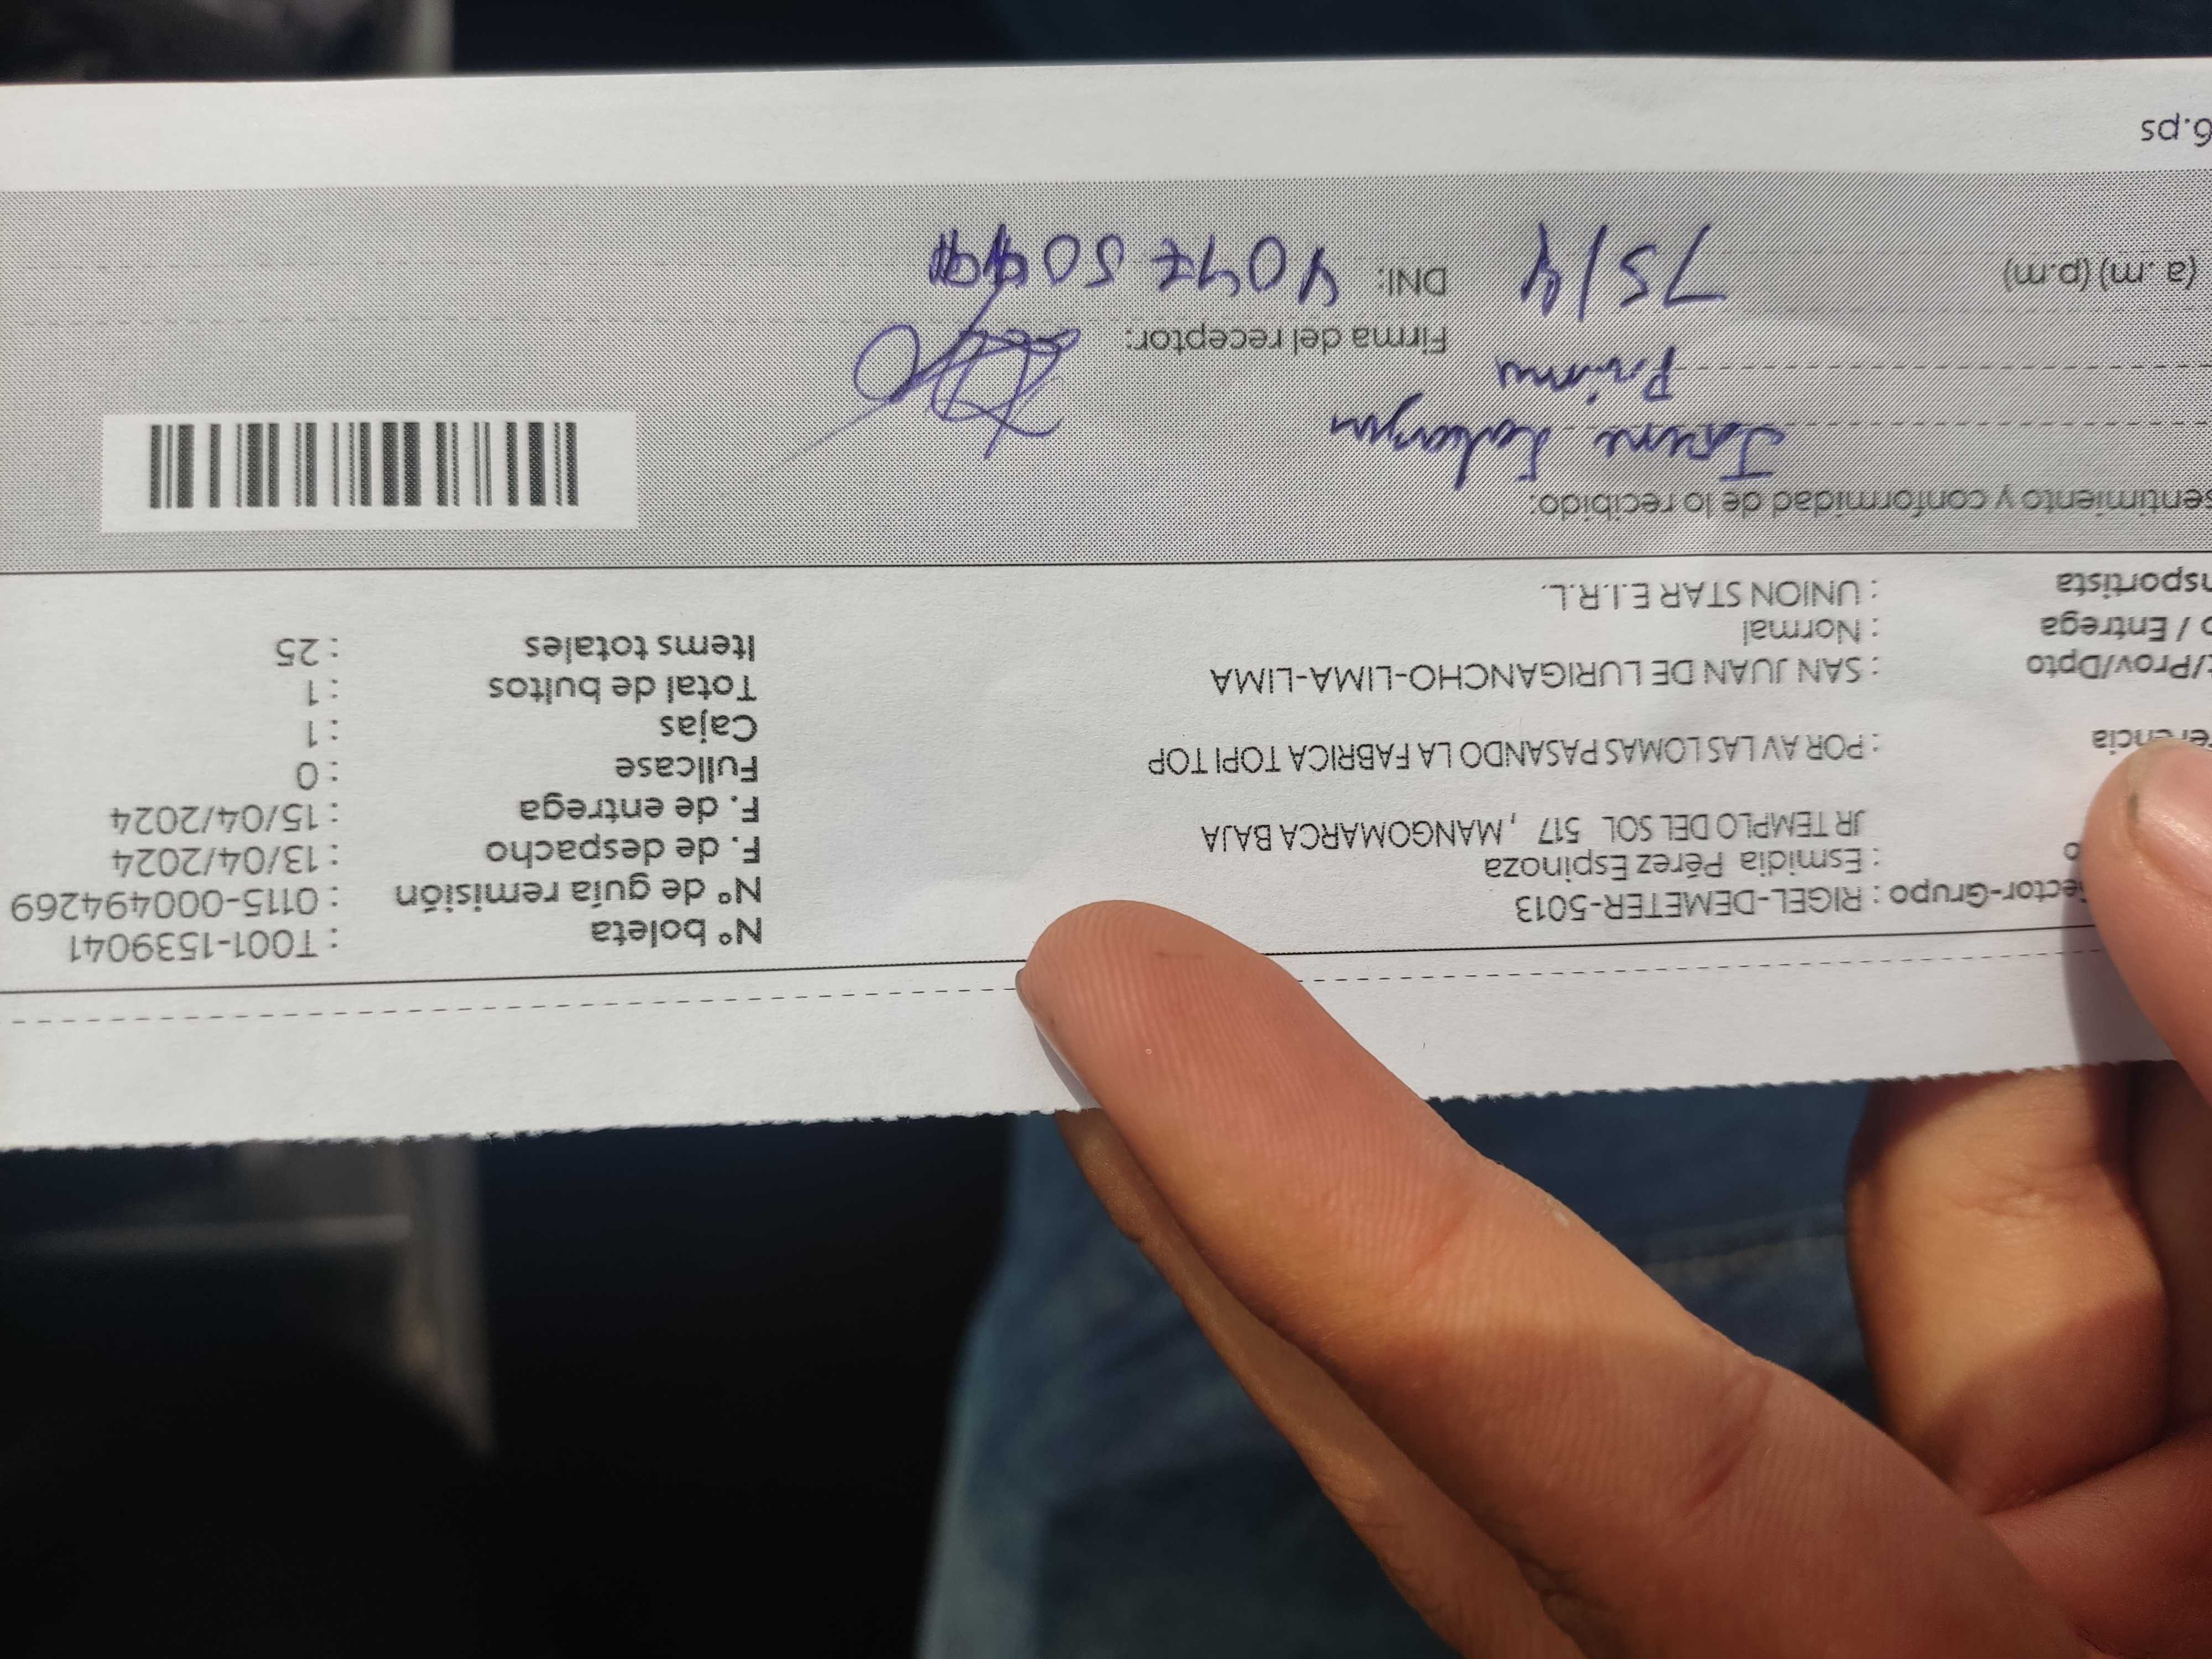 N° boleta : T001-1539041
N° de guía remisión : 0115-000494269
F. de despacho : 13/04/2024
F. de entrega : 15/04/2024
Fullcase : 0
Cajas : 1
Total de bultos : 1
Items totales : 25
ector-Grupo : RIGEL-DEMETER-5013
o : Esmidia Pérez Espinoza
JR TEMPLO DEL SOL 517 , MANGOMARCA BAJA
erencia : POR AV LAS LOMAS PASANDO LA FABRICA TOPI TOP
t/Prov/Dpto : SAN JUAN DE LURIGANCHO-LIMA-LIMA
o / Entrega : Normal
nsportista : UNION STAR E.I.R.L.
sentimiento y conformidad de lo recibido:
Prima
Firma del receptor:
(a .m) (p.m) 15/4
DNI:
6.ps